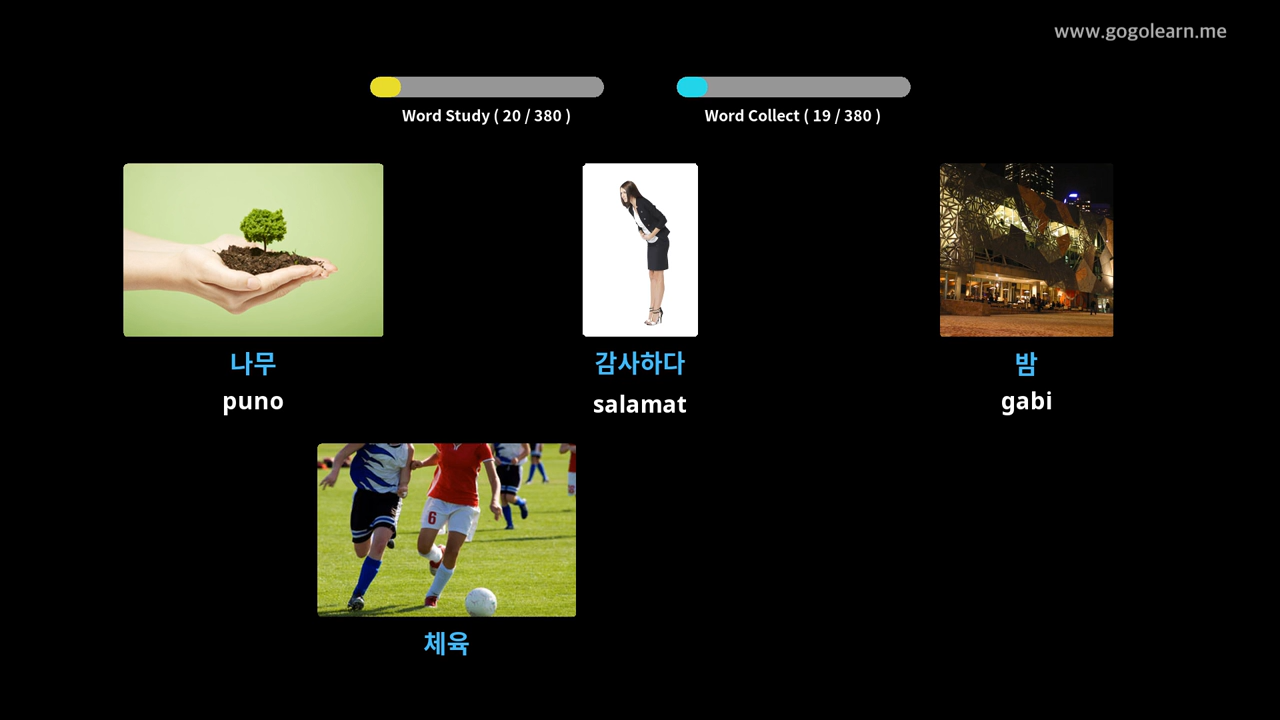 www.gogolearn.me
Word Study ( 20 / 380 )
Word Collect ( 19 / 380 )
나무
puno
감사하다
salamat
밤
gabi
6
체육